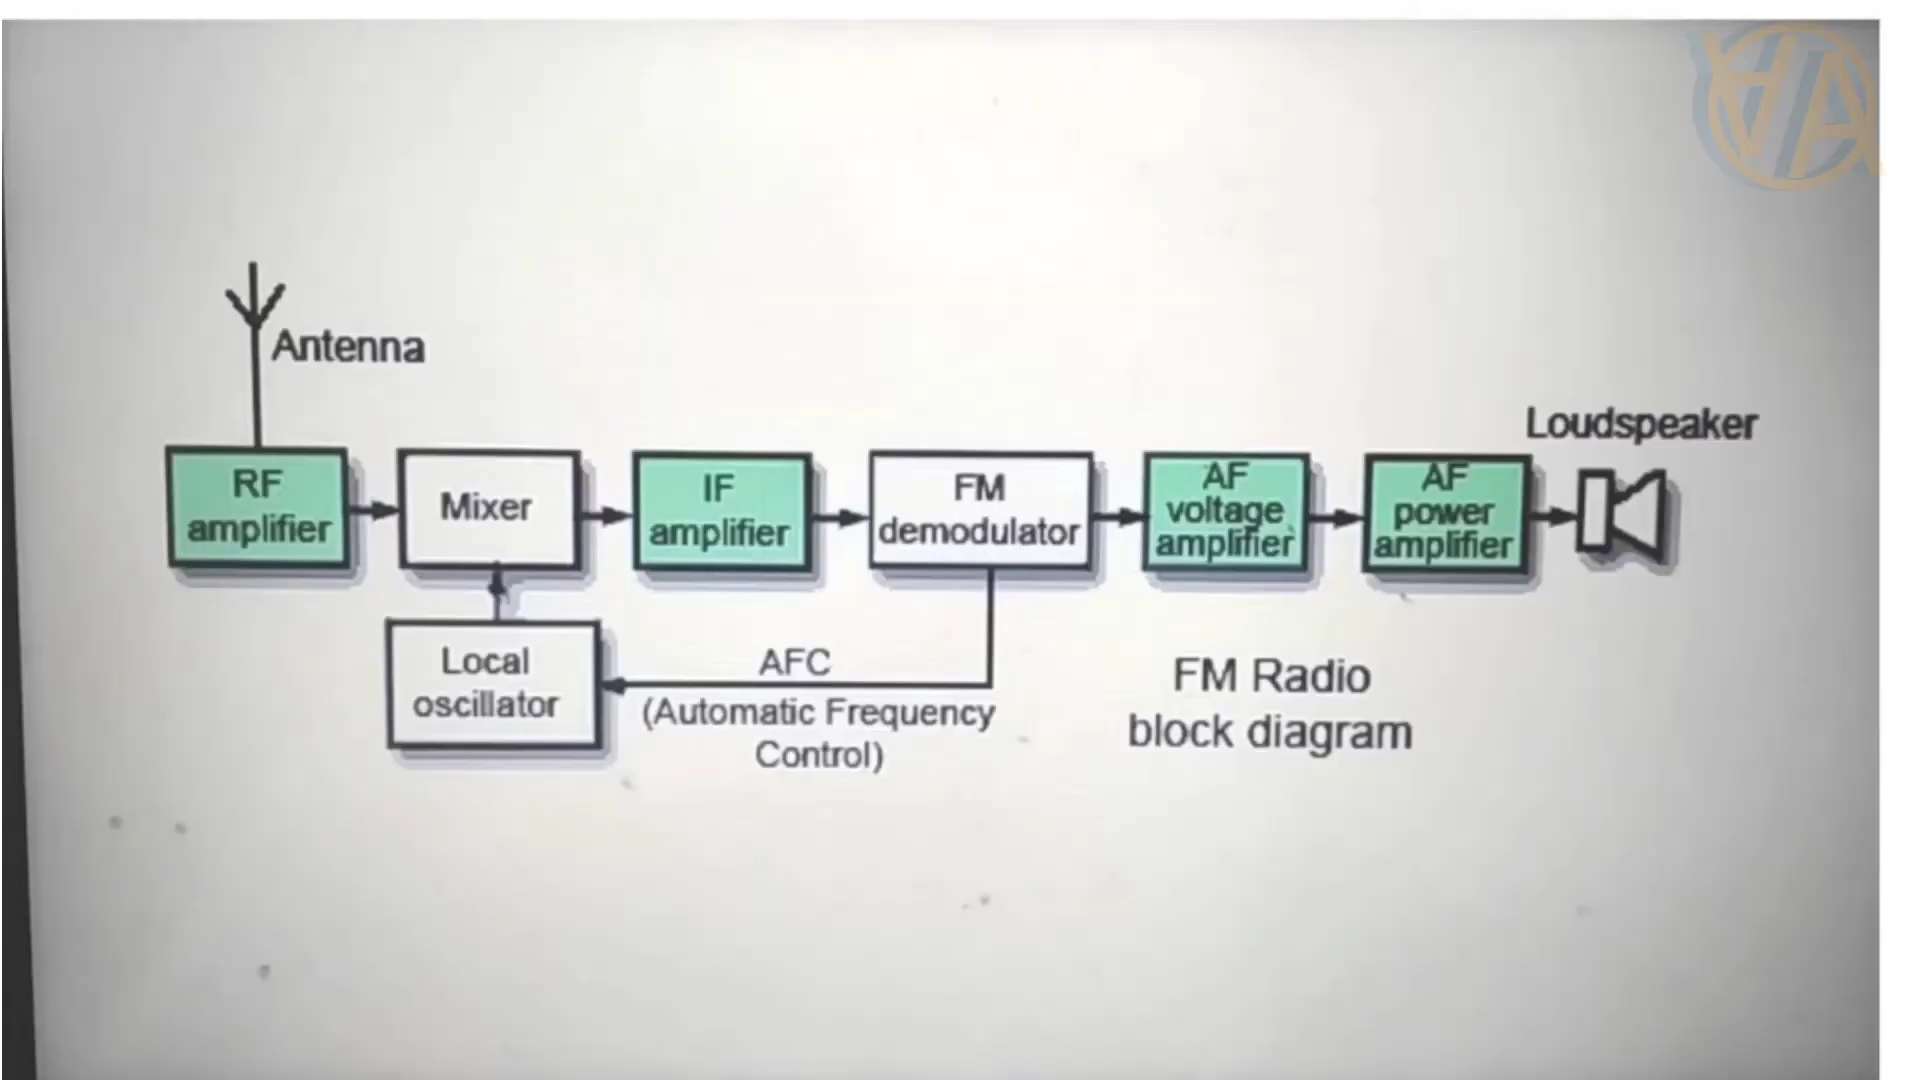 Antenna
Loudspeaker
RF
amplifier
Mixer
IF
amplifier
FM
demodulator
AF
voltage
amplifier
AF
power
amplifier
Local
oscillator
AFC
(Automatic Frequency
Control)
FM Radio
block diagram